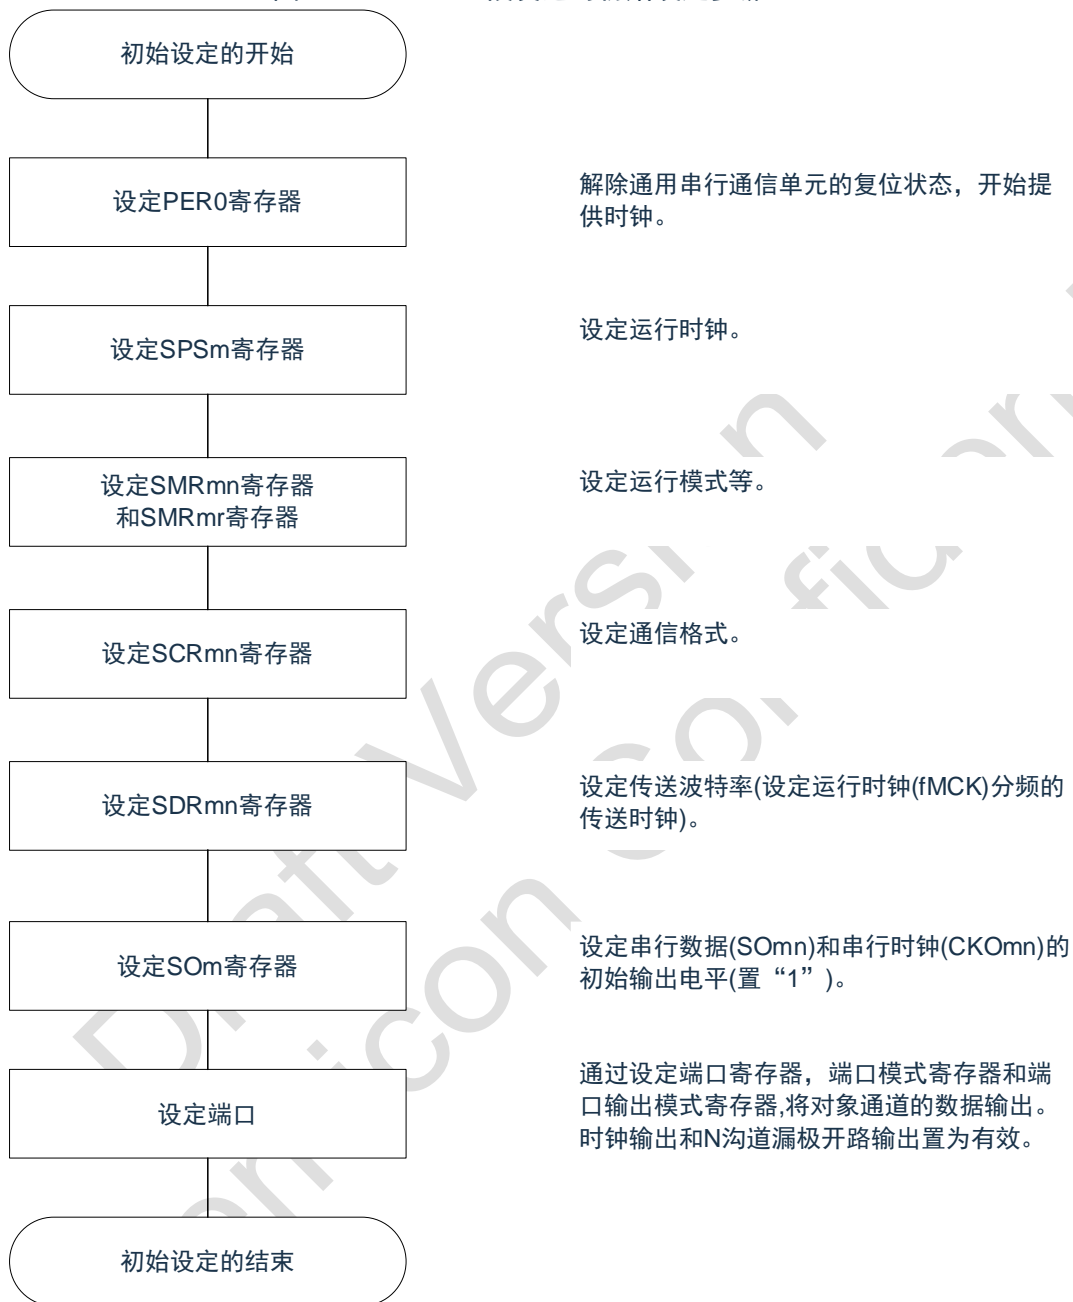 初始设定的开始
设定PER0寄存器
解除通用串行通信单元的复位状态，开始提
供时钟。
设定SPSm寄存器
设定运行时钟。
设定SMRmn寄存器
和SMRmr寄存器
设定运行模式等。
设定SCRmn寄存器
设定通信格式。
设定SDRmn寄存器
设定传送波特率(设定运行时钟(fMCK)分频的
传送时钟)。
设定SOm寄存器
设定串行数据(SOmn)和串行时钟(CKOmn)的
初始输出电平(置“1”)。
设定端口
通过设定端口寄存器，端口模式寄存器和端
口输出模式寄存器,将对象通道的数据输出。
时钟输出和N沟道漏极开路输出置为有效。
初始设定的结束